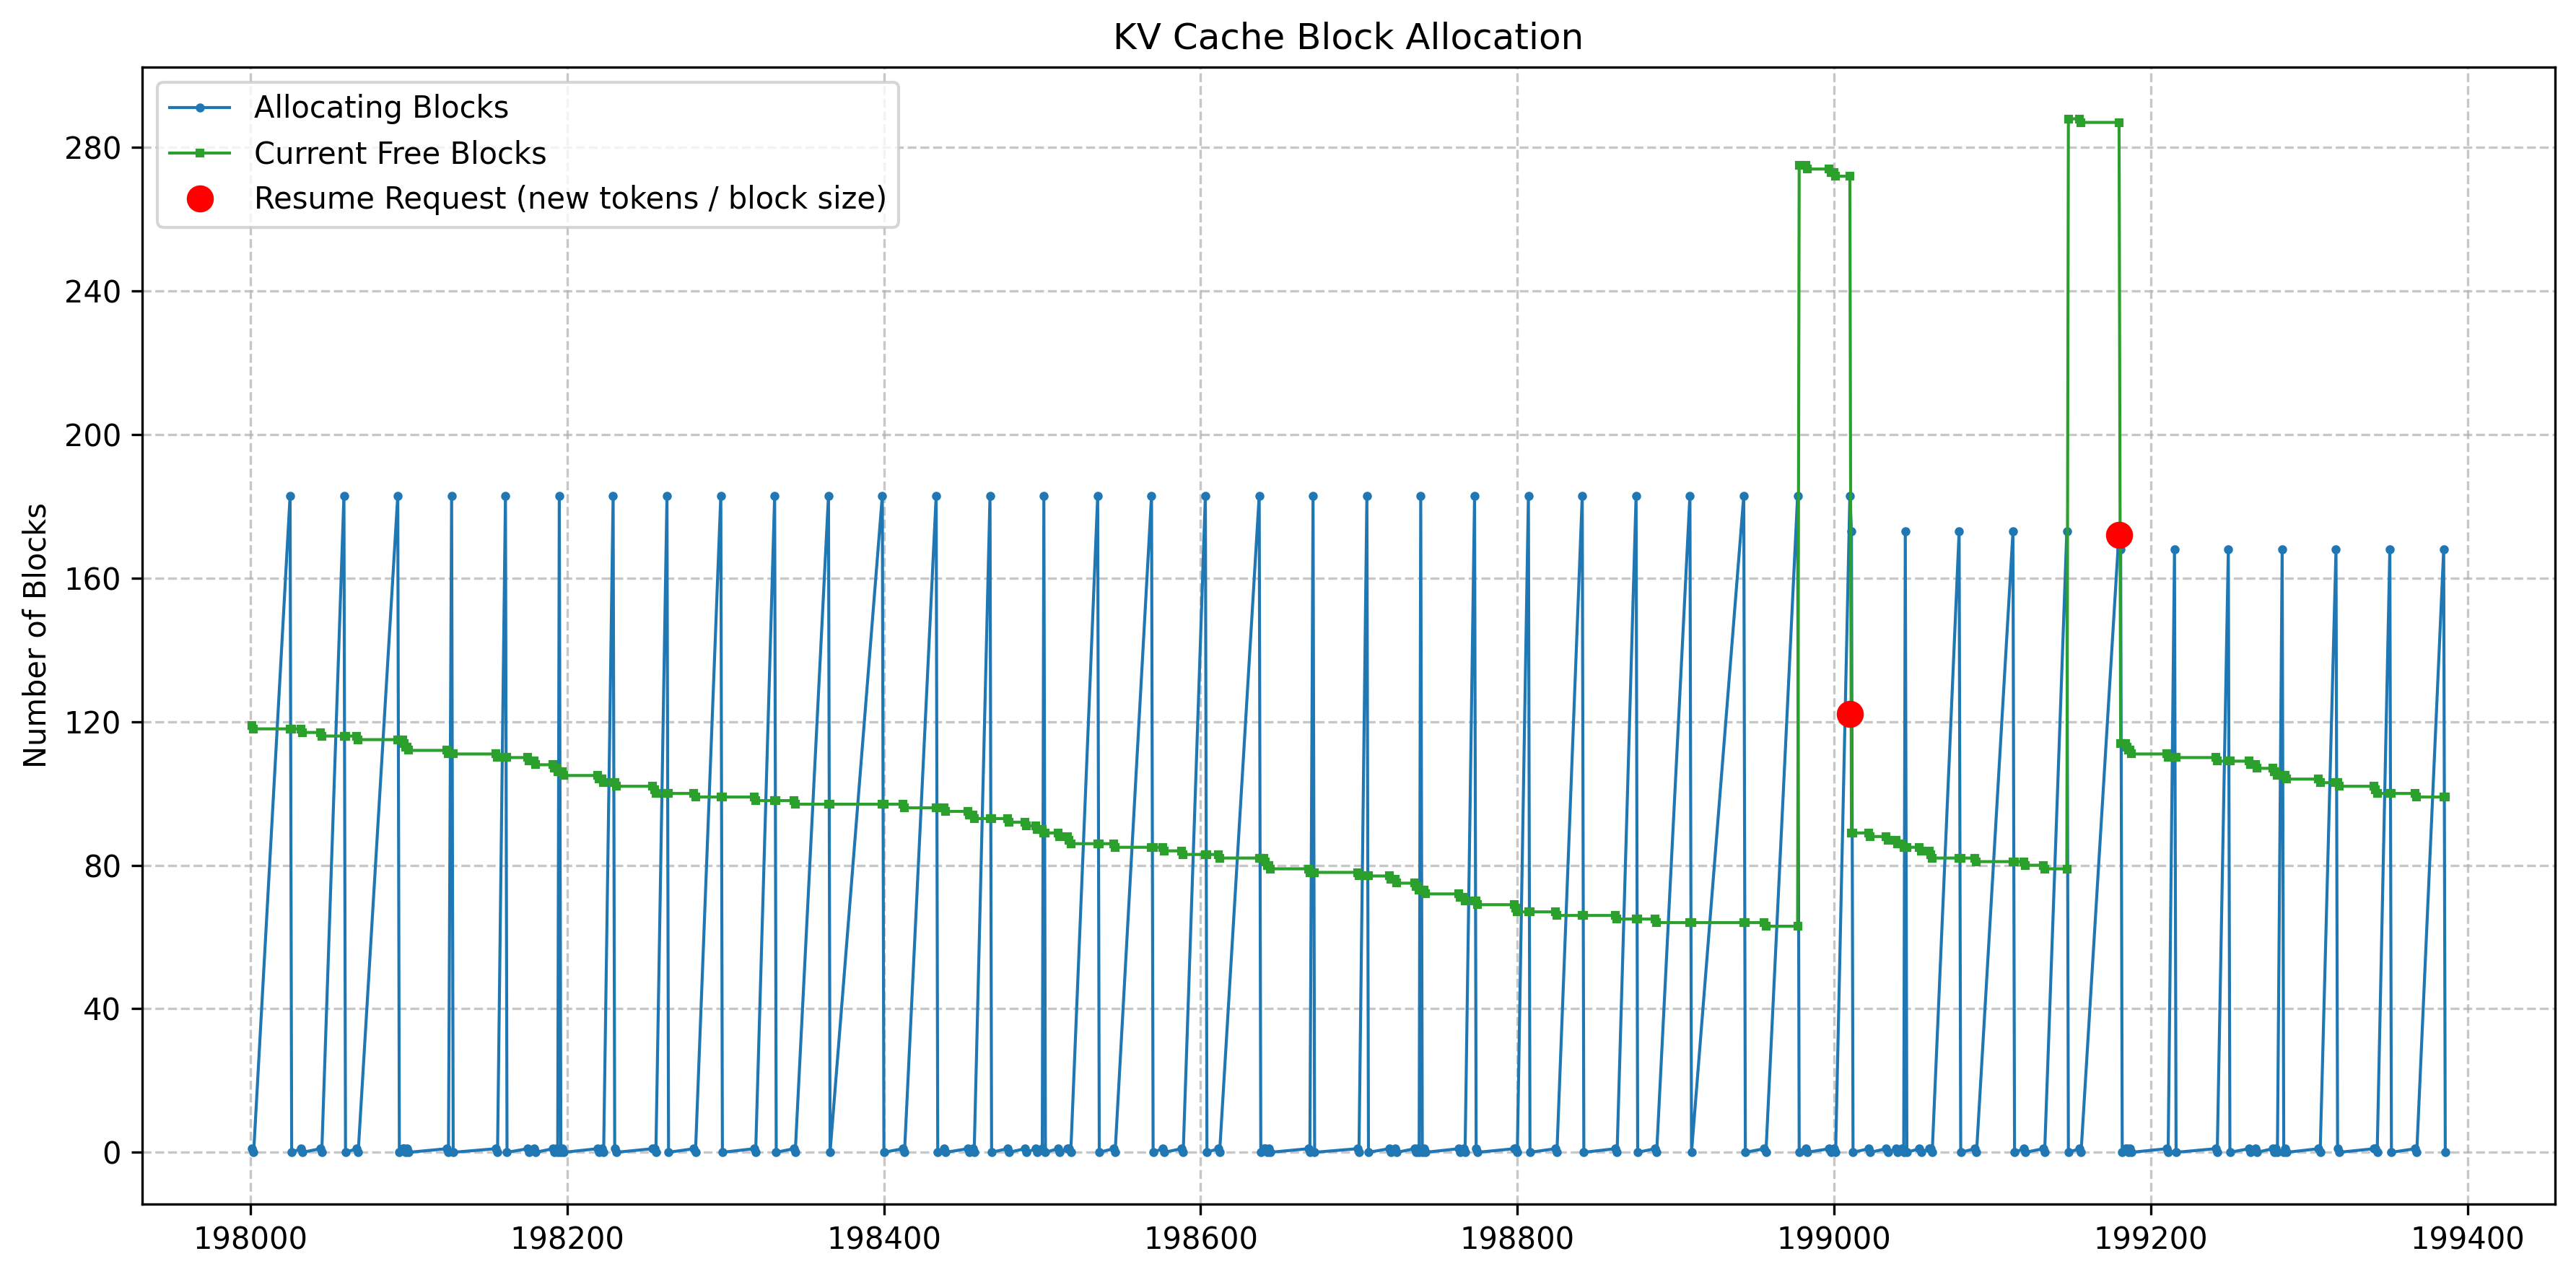 KV Cache Block Allocation
Allocating Blocks
Current Free Blocks
Resume Request (new tokens / block size)
Number of Blocks
280
240
200
160
120
80
40
0
198000 198200 198400 198600 198800 199000 199200 199400